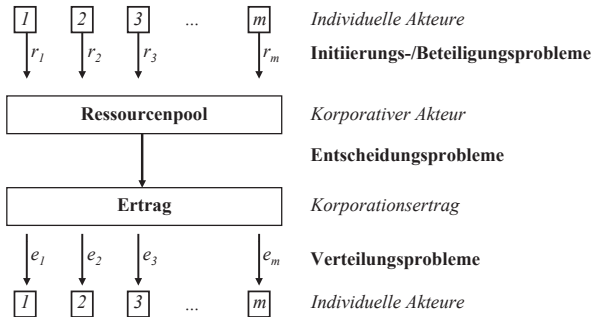 1 2 3 ... m Individuelle Akteure
r1 r2 r3 rm Initiierungs-/Beteiligungsprobleme
Ressourcenpool Korporativer Akteur
Entscheidungsprobleme
Ertrag Korporationsertrag
e1 e2 e3 em Verteilungsprobleme
1 2 3 ... m Individuelle Akteure